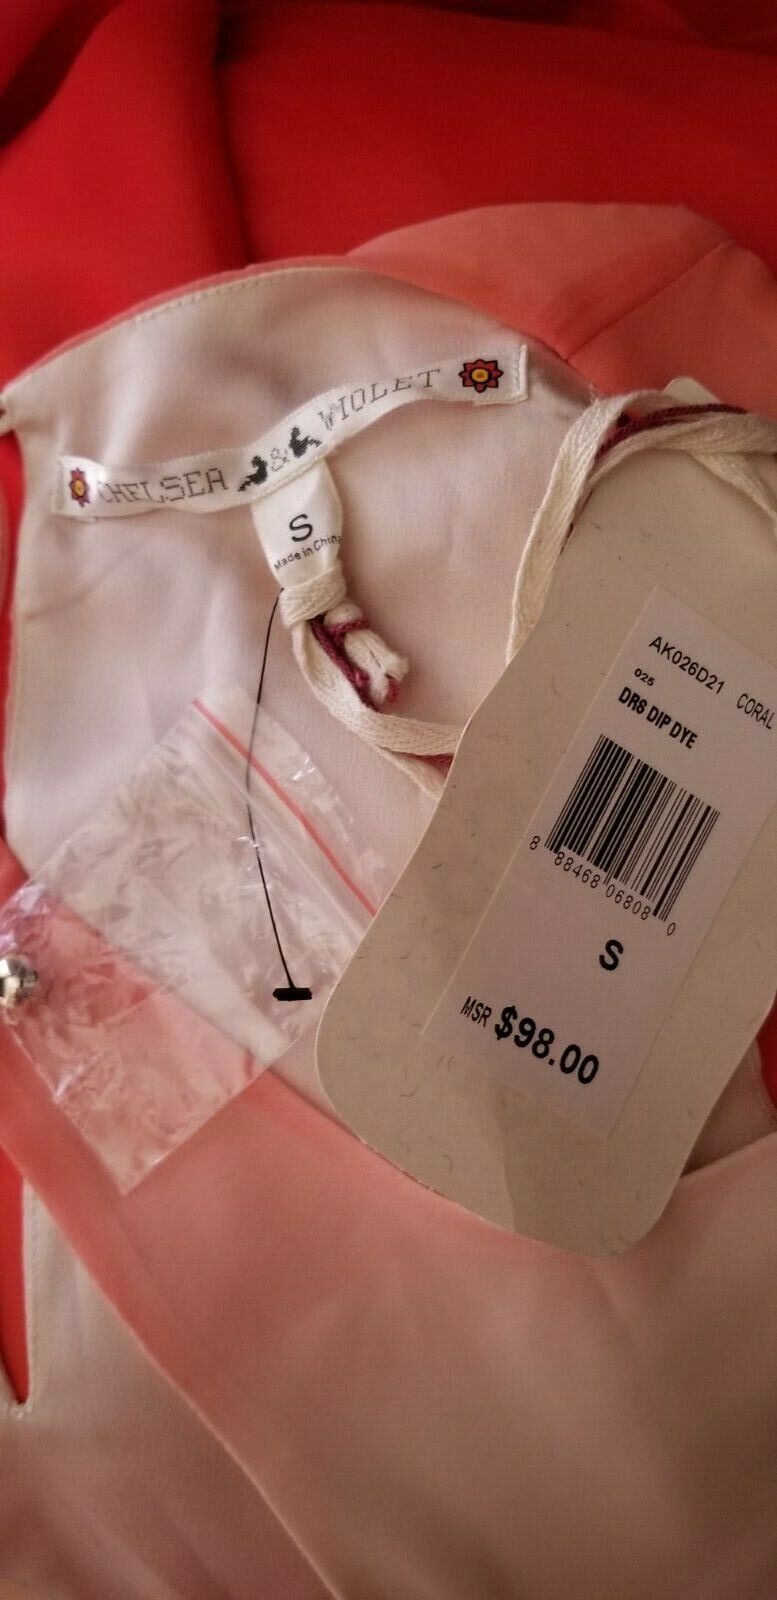 CHELSEA & VIOLET
S
Made in China
AK026D21 CORAL
025
DRS DIP DYE
8 88468 06808 0
S
MSR $98.00